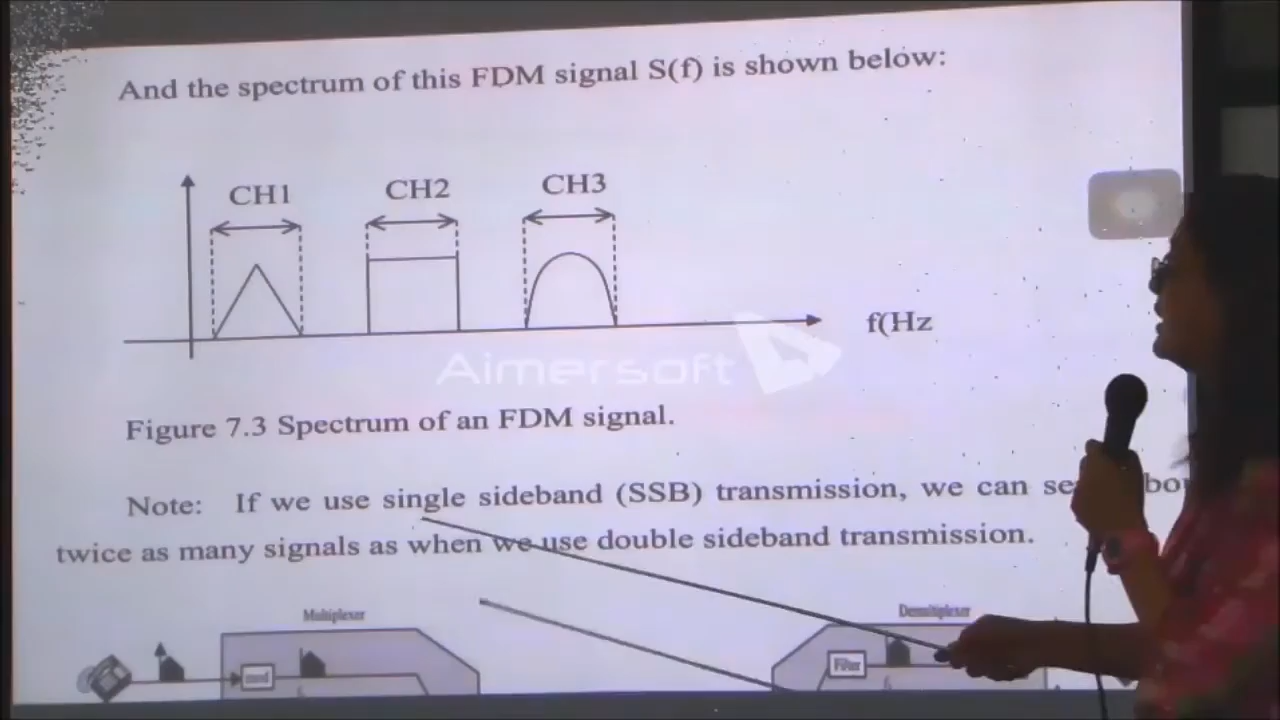 And the spectrum of this FDM signal S(f) is shown below:
CH1 CH2 CH3
f(Hz
Aimersoft
Figure 7.3 Spectrum of an FDM signal.
Note: If we use single sideband (SSB) transmission, we can
twice as many signals as when we use double sideband transmission.
Multiplexer
mod
Filter